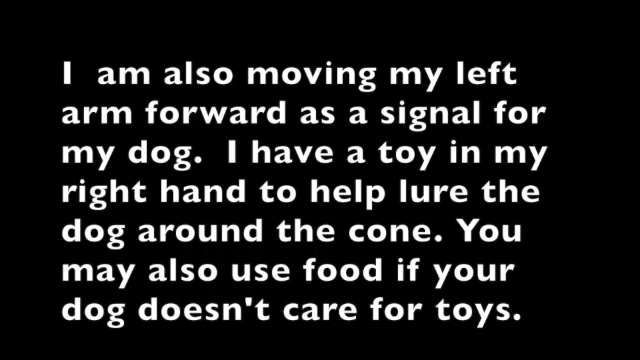 I  am also moving my left
arm forward as a signal for
my dog.  I have a toy in my
right hand to help lure the
dog around the cone. You
may also use food if your
dog doesn't care for toys.